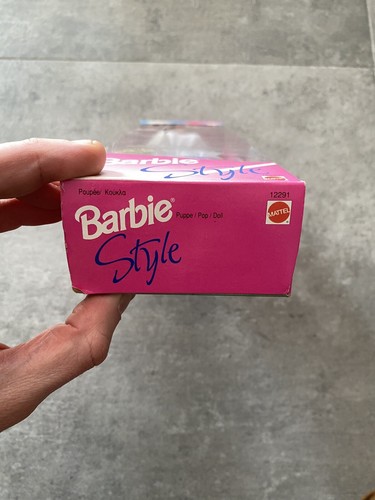 Barbie
Style
Poupée/ Κούκλα
12291
Barbie® Puppe / Pop / Doll
MATTEL
Style